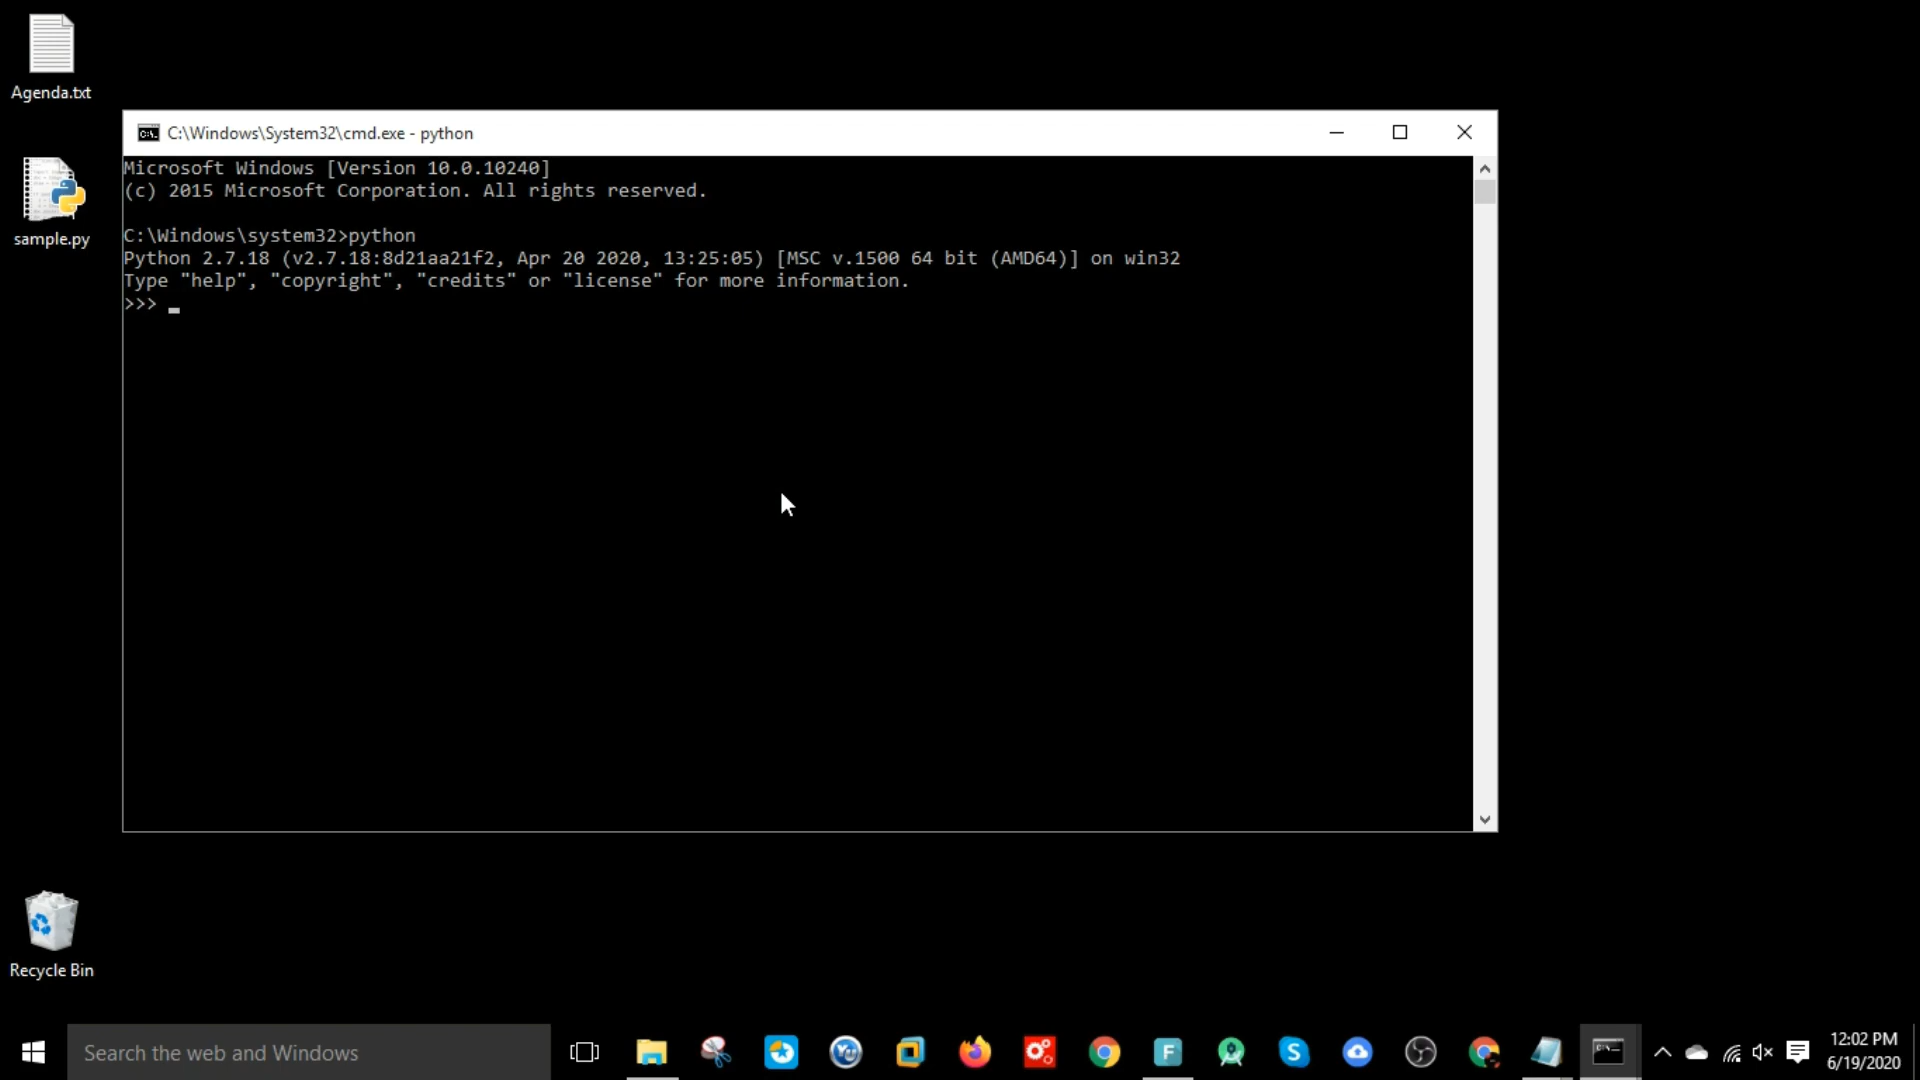 Agenda.txt
sample.py
C:\Windows\System32\cmd.exe - python
Microsoft Windows [Version 10.0.10240]
(c) 2015 Microsoft Corporation. All rights reserved.
C:\Windows\system32>python
Python 2.7.18 (v2.7.18:8d21aa21f2, Apr 20 2020, 13:25:05) [MSC v.1500 64 bit (AMD64)] on win32
Type "help", "copyright", "credits" or "license" for more information.
>>>
Recycle Bin
Search the web and Windows
12:02 PM
6/19/2020